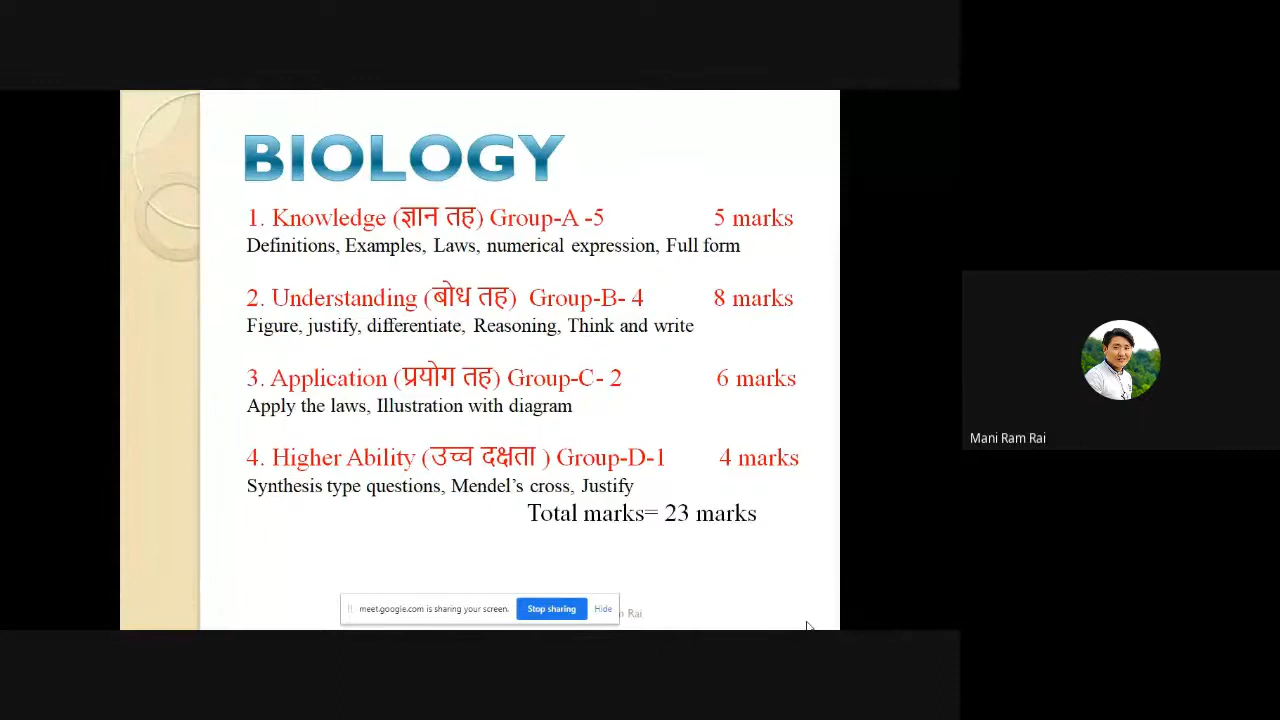 BIOLOGY
1. Knowledge (ज्ञान तह) Group-A -5 5 marks
Definitions, Examples, Laws, numerical expression, Full form
2. Understanding (बोध तह) Group-B- 4 8 marks
Figure, justify, differentiate, Reasoning, Think and write
3. Application (प्रयोग तह) Group-C- 2 6 marks
Apply the laws, Illustration with diagram
4. Higher Ability (उच्च दक्षता ) Group-D-1 4 marks
Synthesis type questions, Mendel's cross, Justify
Total marks= 23 marks
meet.google.com is sharing your screen. Stop sharing Hide
Rai
Mani Ram Rai